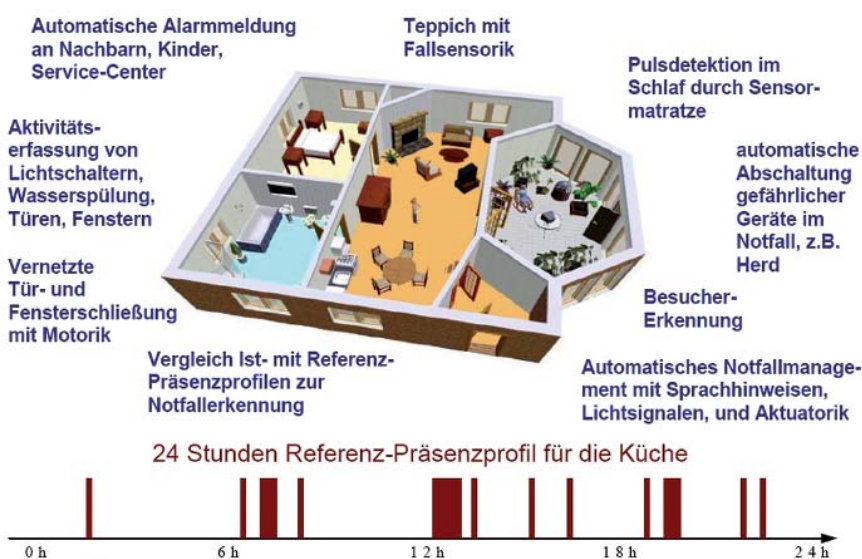 Automatische Alarmmeldung
an Nachbarn, Kinder,
Service-Center
Teppich mit
Fallsensorik
Pulsdetektion im
Schlaf durch Sensor-
matratze
Aktivitäts-
erfassung von
Lichtschaltern,
Wasserspülung,
Türen, Fenstern
automatische
Abschaltung
gefährlicher
Geräte im
Notfall, z.B.
Herd
Vernetzte
Tür- und
Fensterschließung
mit Motorik
Besucher-
Erkennung
Vergleich Ist- mit Referenz-
Präsenzprofilen zur
Notfallerkennung
Automatisches Notfallmanage-
ment mit Sprachhinweisen,
Lichtsignalen, und Aktuatorik
24 Stunden Referenz-Präsenzprofil für die Küche
0 h 6 h 12 h 18 h 24 h